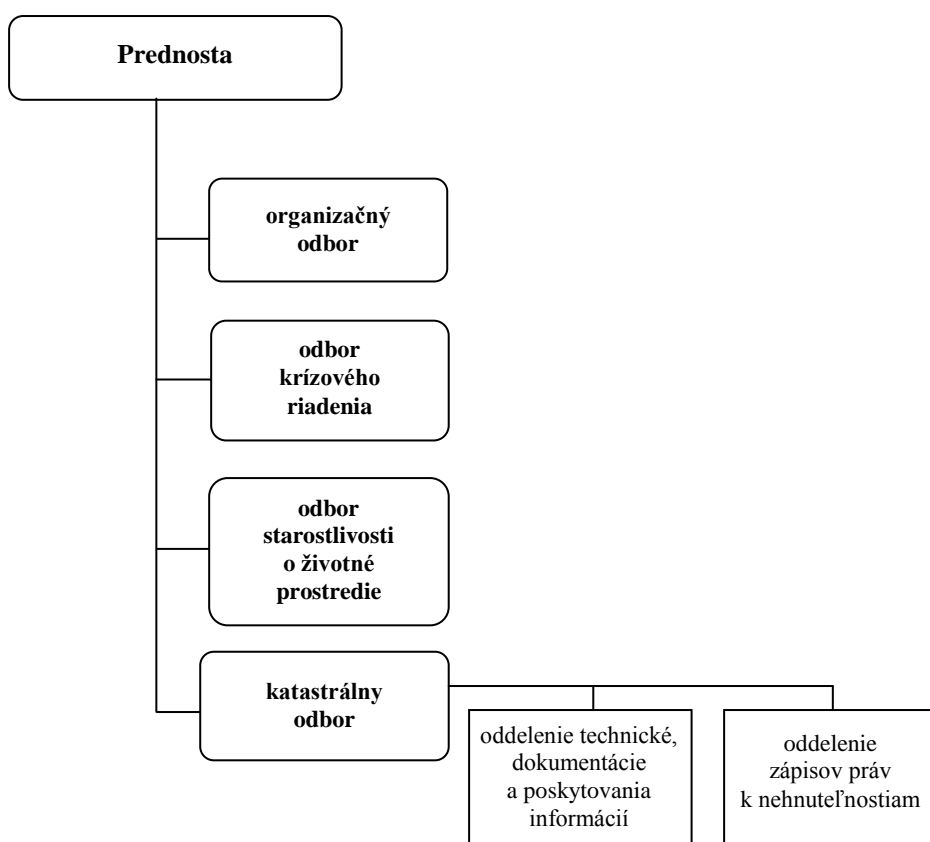 Prednosta
organizačný
odbor
odbor
krízového
riadenia
odbor
starostlivosti
o životné
prostredie
katastrálny
odbor
oddelenie technické,
dokumentácie
a poskytovania
informácií
oddelenie
zápisov práv
k nehnuteľnostiam